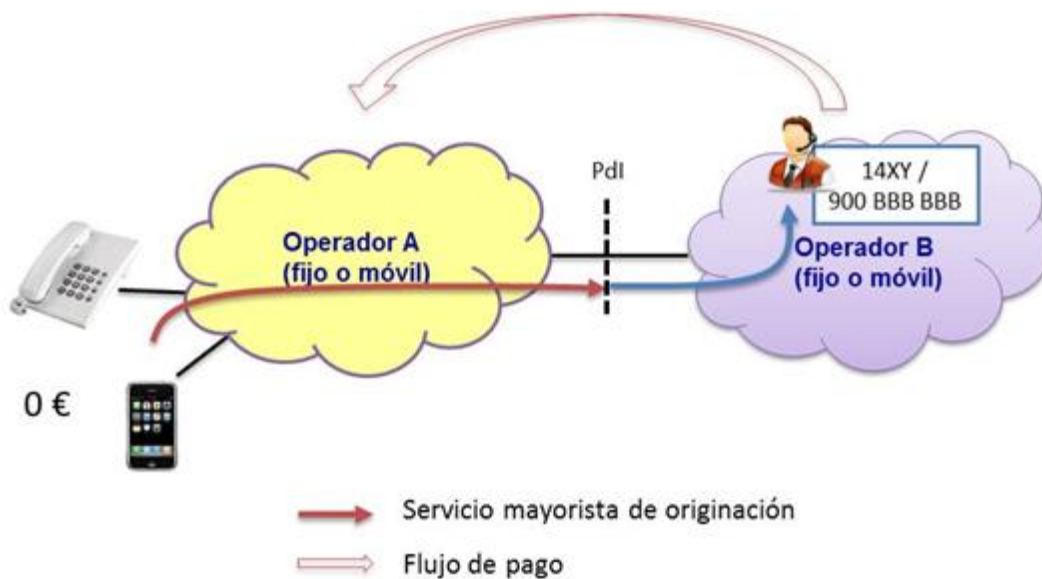 PdI
14XY /
900 BBB BBB
Operador A
(fijo o móvil)
Operador B
(fijo o móvil)
0 €
Servicio mayorista de originación
Flujo de pago